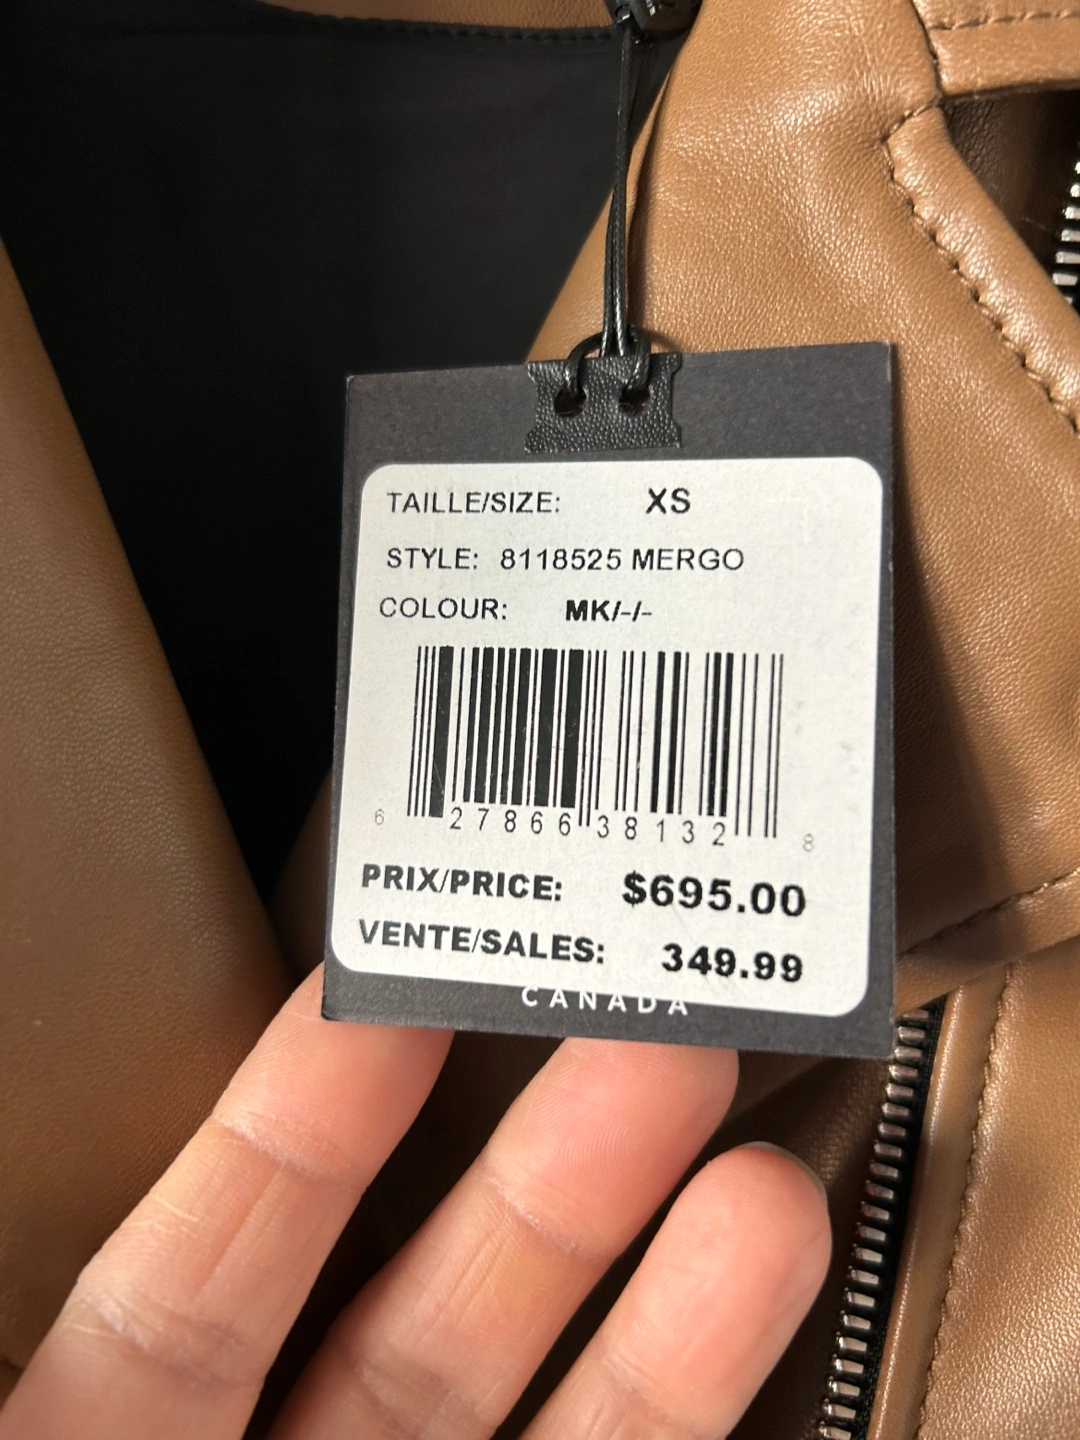 TAILLE/SIZE: XS
STYLE: 8118525 MERGO
COLOUR: MK/-/-
6 27866 38132 8
PRIX/PRICE: $695.00
VENTE/SALES: 349.99
CANADA